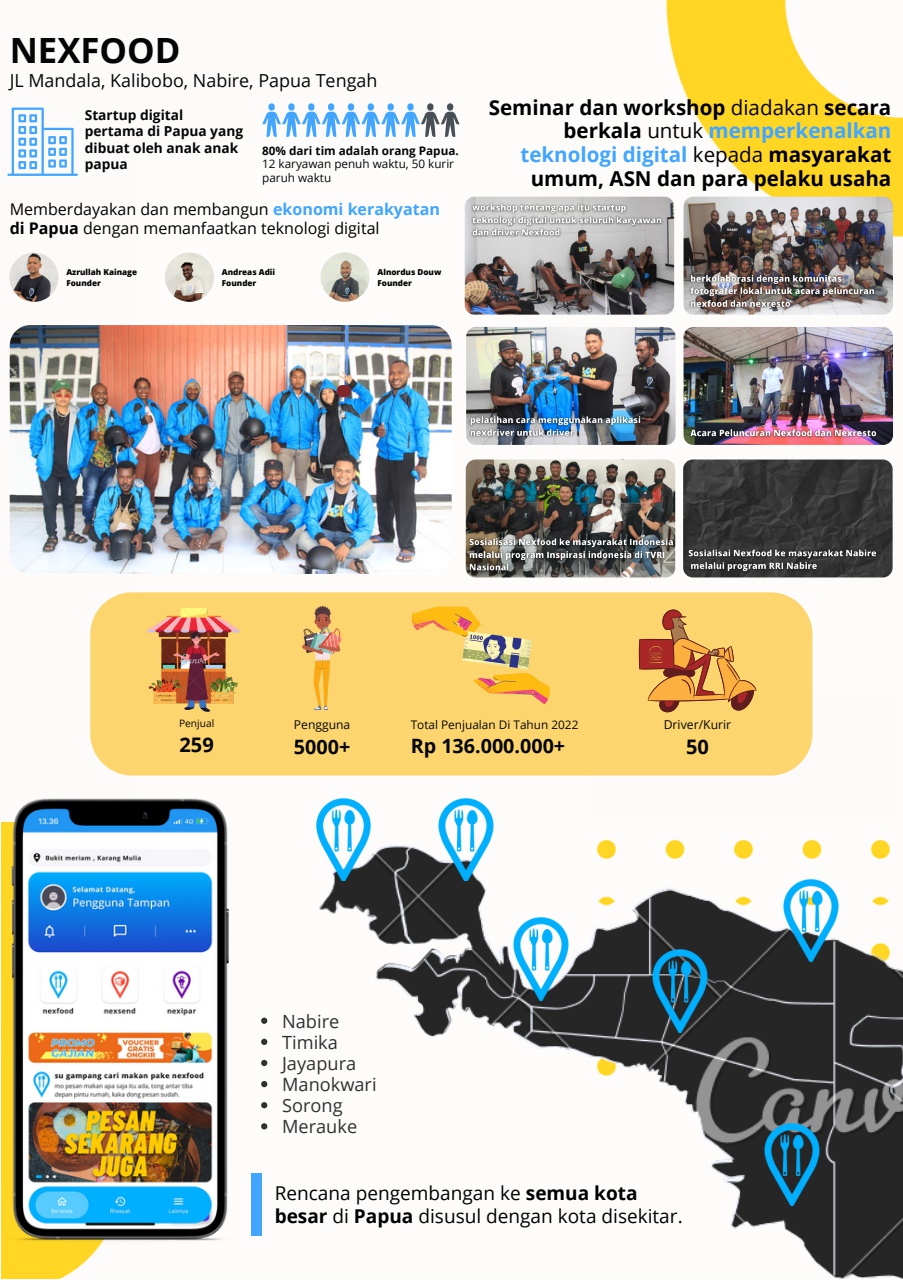 NEXFOOD
JL Mandala, Kalibobo, Nabire, Papua Tengah
Startup digital
pertama di Papua yang
dibuat oleh anak anak
papua
80% dari tim adalah orang Papua.
12 karyawan penuh waktu, 50 kurir
paruh waktu
Memberdayakan dan membangun ekonomi kerakyatan
di Papua dengan memanfaatkan teknologi digital
Azrullah Kainage
Founder
Andreas Adii
Founder
Alnordus Douw
Founder
Seminar dan workshop diadakan secara
berkala untuk memperkenalkan
teknologi digital kepada masyarakat
umum, ASN dan para pelaku usaha
workshop tentang apa itu startup
teknologi digital untuk seluruh karyawan
dan driver Nexfood
berkolaborasi dengan komunitas
fotografer lokal untuk acara peluncuran
nexfood dan nexresto
pelatihan cara menggunakan aplikasi
nexdriver untuk driver
Acara Peluncuran Nexfood dan Nexresto
Sosialisasi Nexfood ke masyarakat Indonesia
melalui program Inspirasi indonesia di TVRI
Nasional
Sosialisai Nexfood ke masyarakat Nabire
melalui program RRI Nabire
1000
Canva
Penjual
259
Pengguna
5000+
Total Penjualan Di Tahun 2022
Rp 136.000.000+
Driver/Kurir
50
13.36
4G
Bukit meriam , Karang Mulia
Selamat Datang,
Pengguna Tampan
nexfood
nexsend
nexipar
PROMO
GAJIAN
VOUCHER
GRATIS
ONGKIR
su gampang cari makan pake nexfood
mo pesan makan apa saja itu ada, tong antar tiba
depan pintu rumah, kaka dong pesan sudah.
PESAN
SEKARANG
JUGA
Beranda
Riwayat
Lainnya
Nabire
Timika
Jayapura
Manokwari
Sorong
Merauke
Canv
Rencana pengembangan ke semua kota
besar di Papua disusul dengan kota disekitar.